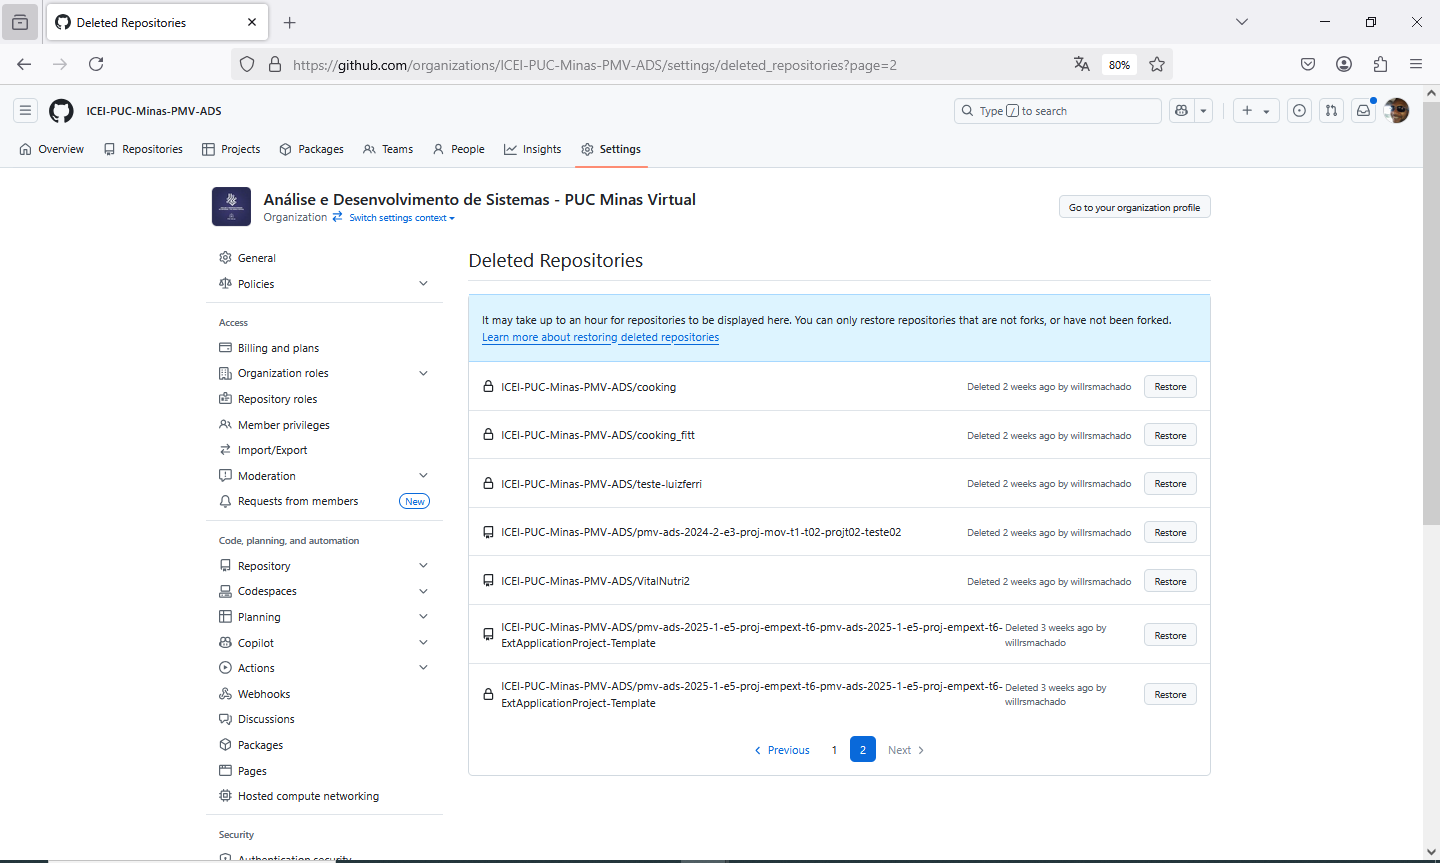 Deleted Repositories
https://github.com/organizations/ICEI-PUC-Minas-PMV-ADS/settings/deleted_repositories?page=2
80%
ICEI-PUC-Minas-PMV-ADS
Type / to search
Overview
Repositories
Projects
Packages
Teams
People
Insights
Settings
Análise e Desenvolvimento de Sistemas - PUC Minas Virtual
Organization
Switch settings context
Go to your organization profile
General
Policies
Access
Billing and plans
Organization roles
Repository roles
Member privileges
Import/Export
Moderation
Requests from members
New
Code, planning, and automation
Repository
Codespaces
Planning
Copilot
Actions
Webhooks
Discussions
Packages
Pages
Hosted compute networking
Security
Authentication security
Deleted Repositories
It may take up to an hour for repositories to be displayed here. You can only restore repositories that are not forks, or have not been forked.
Learn more about restoring deleted repositories
ICEI-PUC-Minas-PMV-ADS/cooking
Deleted 2 weeks ago by willrsmachado
Restore
ICEI-PUC-Minas-PMV-ADS/cooking_fitt
Deleted 2 weeks ago by willrsmachado
Restore
ICEI-PUC-Minas-PMV-ADS/teste-luizferri
Deleted 2 weeks ago by willrsmachado
Restore
ICEI-PUC-Minas-PMV-ADS/pmv-ads-2024-2-e3-proj-mov-t1-t02-projt02-teste02
Deleted 2 weeks ago by willrsmachado
Restore
ICEI-PUC-Minas-PMV-ADS/VitalNutri2
Deleted 2 weeks ago by willrsmachado
Restore
ICEI-PUC-Minas-PMV-ADS/pmv-ads-2025-1-e5-proj-empext-t6-pmv-ads-2025-1-e5-proj-empext-t6-
ExtApplicationProject-Template
Deleted 3 weeks ago by
willrsmachado
Restore
ICEI-PUC-Minas-PMV-ADS/pmv-ads-2025-1-e5-proj-empext-t6-pmv-ads-2025-1-e5-proj-empext-t6-
ExtApplicationProject-Template
Deleted 3 weeks ago by
willrsmachado
Restore
Previous
1
2
Next